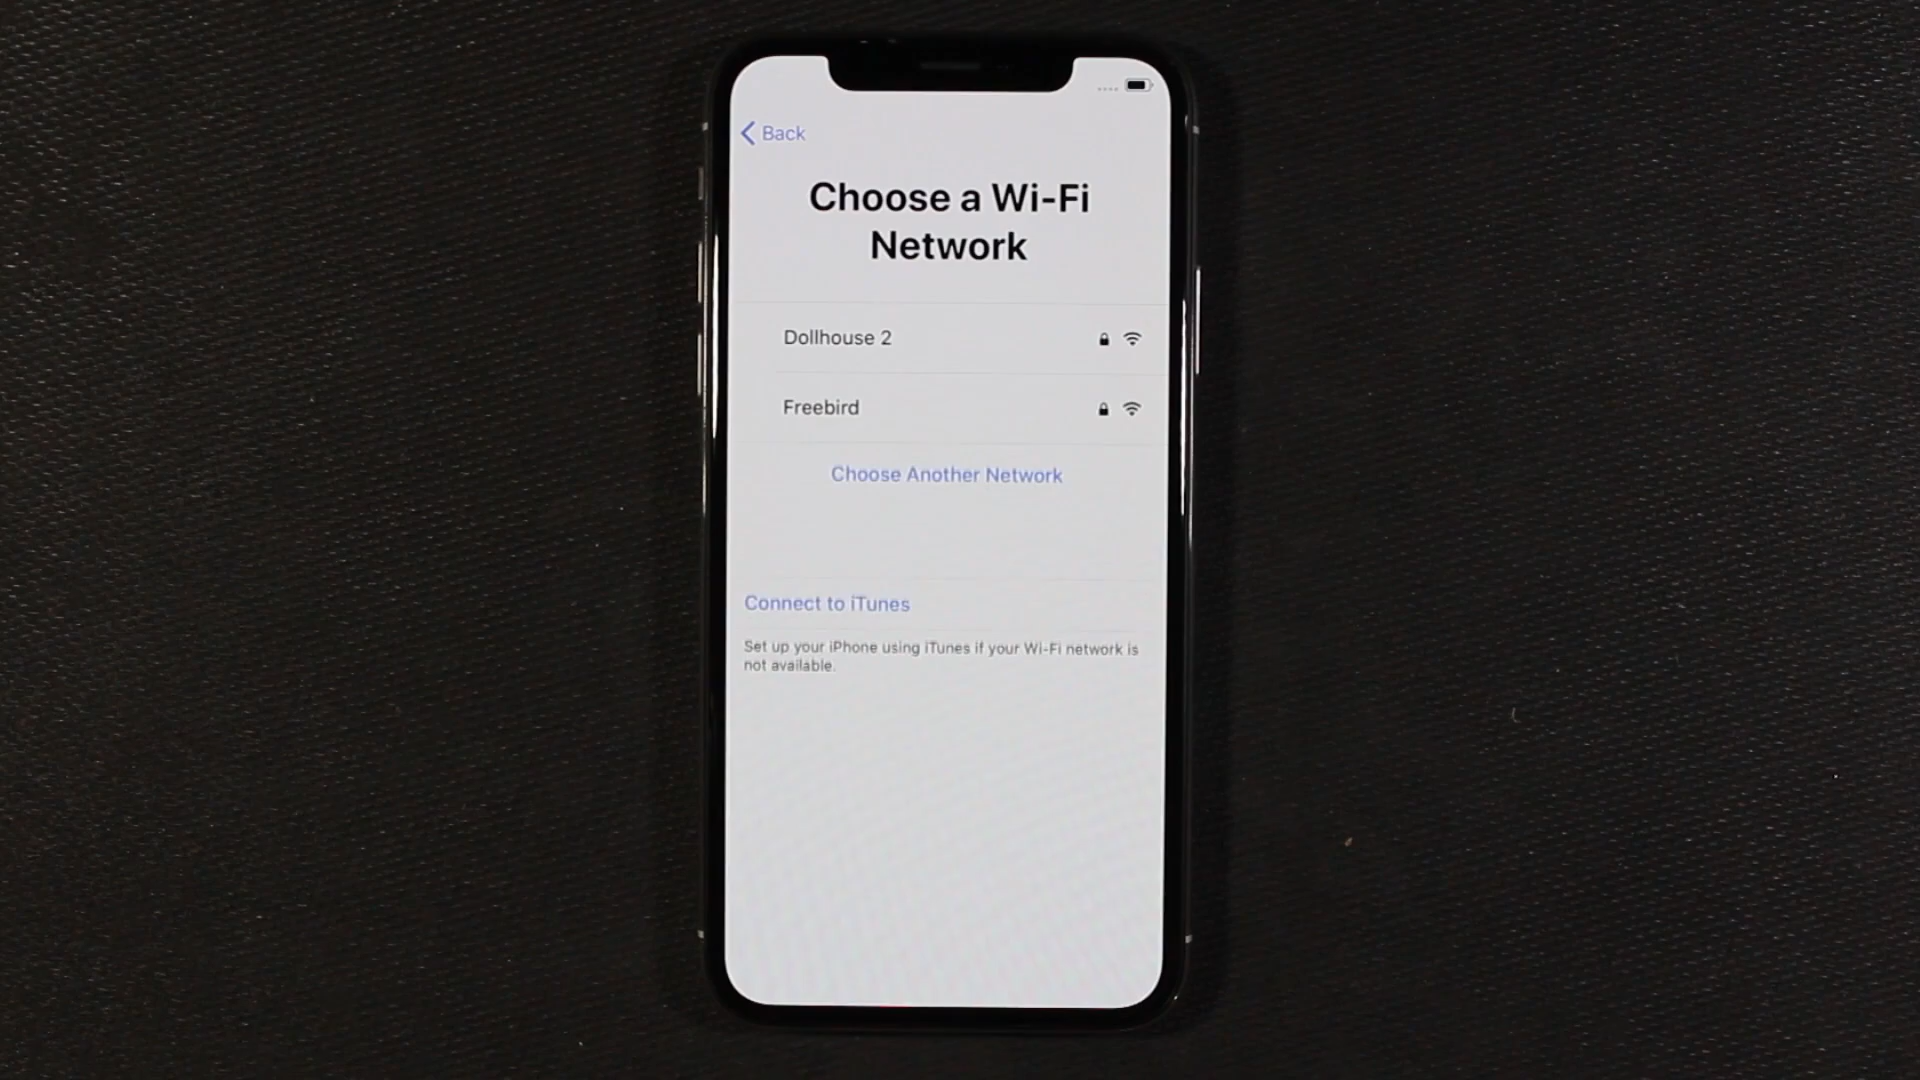 Back
Choose a Wi-Fi
Network
Dollhouse 2
Freebird
Choose Another Network
Connect to iTunes
Set up your iPhone using iTunes if your Wi-Fi network is
not available.